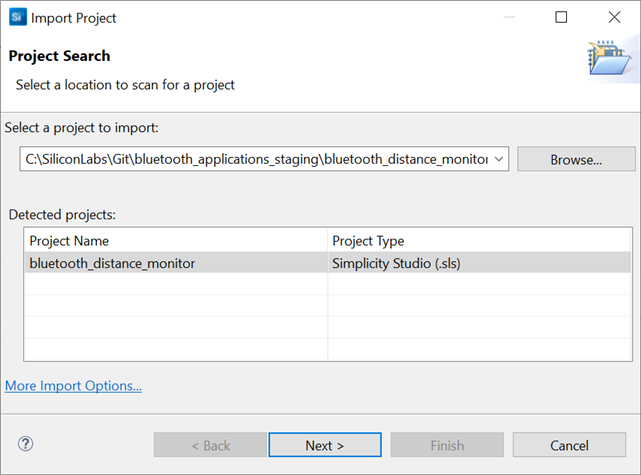 Si Import Project
Project Search
Select a location to scan for a project
Select a project to import:
C:\SiliconLabs\Git\bluetooth_applications_staging\bluetooth_distance_monitor
Browse...
Detected projects:
Project Name Project Type
bluetooth_distance_monitor Simplicity Studio (.sls)
More Import Options...
? < Back Next > Finish Cancel